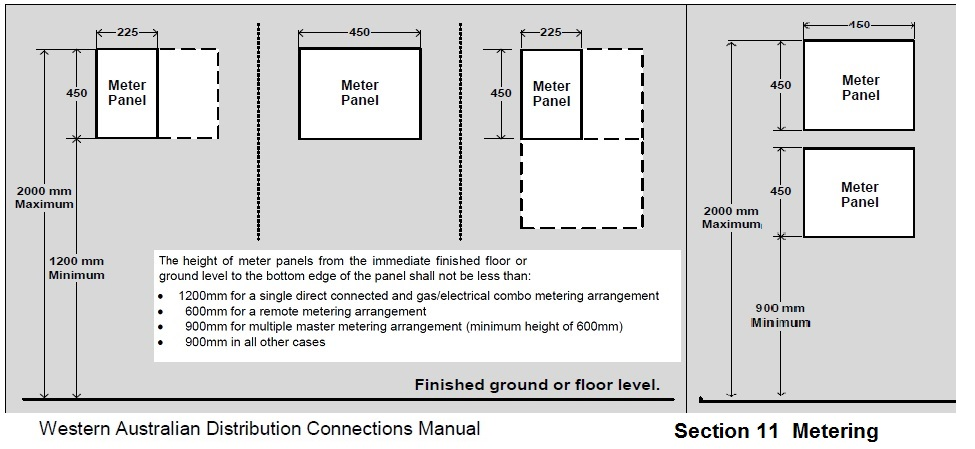 225
450
225
450
450
Meter
Panel
450
Meter
Panel
450
Meter
Panel
450
Meter
Panel
450
Meter
Panel
2000 mm
Maximum
2000 mm
Maximum
1200 mm
Minimum
900 mm
Minimum
The height of meter panels from the immediate finished floor or
ground level to the bottom edge of the panel shall not be less than:
• 1200mm for a single direct connected and gas/electrical combo metering arrangement
• 600mm for a remote metering arrangement
• 900mm for multiple master metering arrangement (minimum height of 600mm)
• 900mm in all other cases
Finished ground or floor level.
Western Australian Distribution Connections Manual
Section 11 Metering